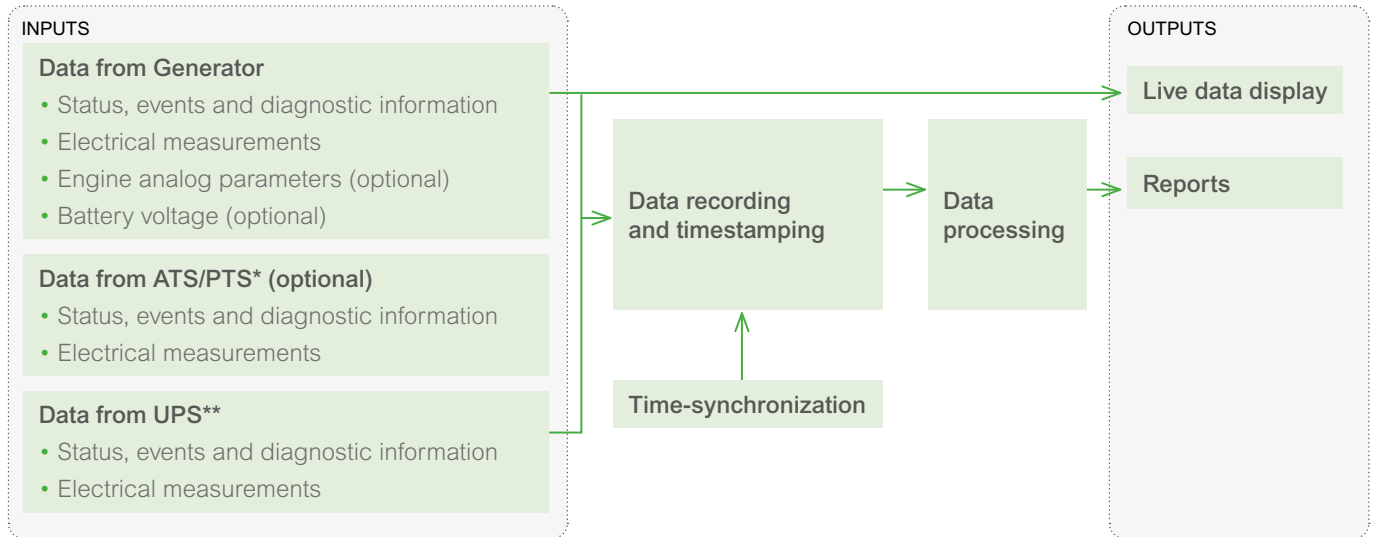 INPUTS
Data from Generator
• Status, events and diagnostic information
• Electrical measurements
• Engine analog parameters (optional)
• Battery voltage (optional)
Data from ATS/PTS* (optional)
• Status, events and diagnostic information
• Electrical measurements
Data from UPS**
• Status, events and diagnostic information
• Electrical measurements
Data recording
and timestamping
Time-synchronization
Data
processing
OUTPUTS
Live data display
Reports